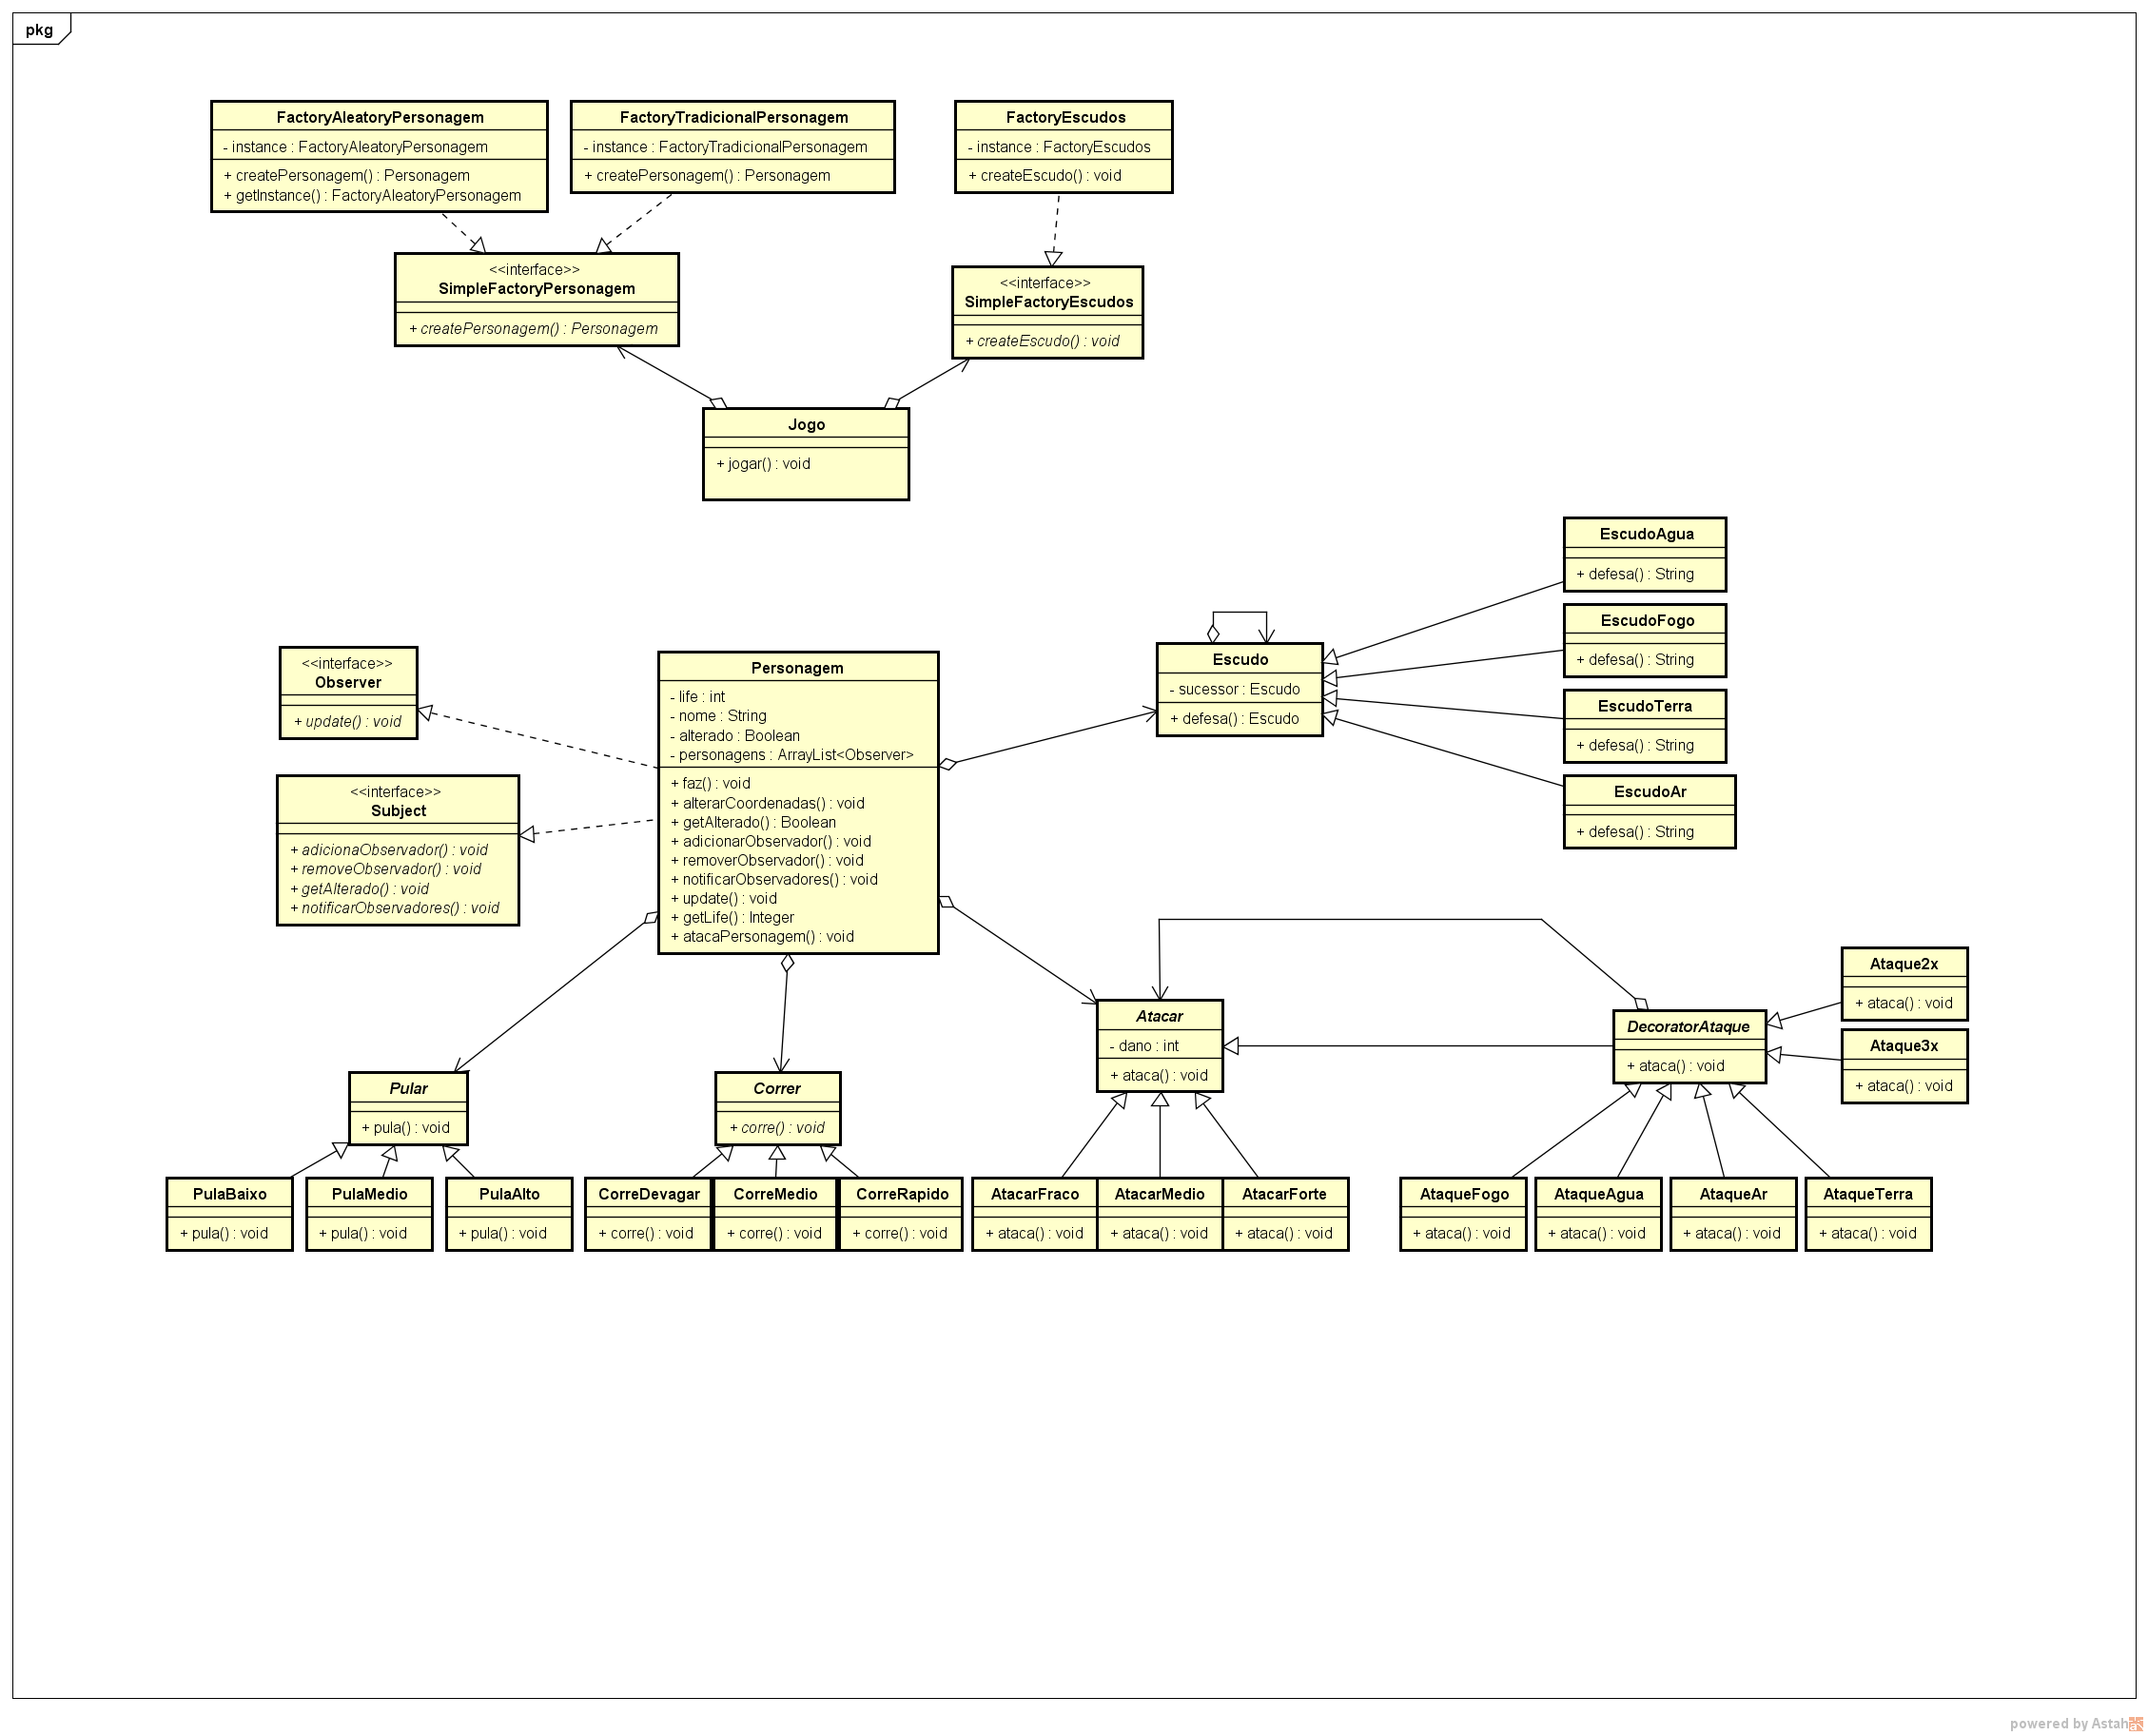 pkg
FactoryAleatoryPersonagem
- instance : FactoryAleatoryPersonagem
+ createPersonagem() : Personagem
+ getInstance() : FactoryAleatoryPersonagem
FactoryTradicionalPersonagem
- instance : FactoryTradicionalPersonagem
+ createPersonagem() : Personagem
FactoryEscudos
- instance : FactoryEscudos
+ createEscudo() : void
<<interface>>
SimpleFactoryPersonagem
+ createPersonagem() : Personagem
<<interface>>
SimpleFactoryEscudos
+ createEscudo() : void
Jogo
+ jogar() : void
EscudoAgua
+ defesa() : String
EscudoFogo
+ defesa() : String
EscudoTerra
+ defesa() : String
EscudoAr
+ defesa() : String
Escudo
- sucessor : Escudo
+ defesa() : Escudo
<<interface>>
Observer
+ update() : void
<<interface>>
Subject
+ adicionaObservador() : void
+ removeObservador() : void
+ getAlterado() : void
+ notificarObservadores() : void
Personagem
- life : int
- nome : String
- alterado : Boolean
- personagens : ArrayList<Observer>
+ faz() : void
+ alterarCoordenadas() : void
+ getAlterado() : Boolean
+ adicionarObservador() : void
+ removerObservador() : void
+ notificarObservadores() : void
+ update() : void
+ getLife() : Integer
+ atacaPersonagem() : void
Atacar
- dano : int
+ ataca() : void
DecoratorAtaque
+ ataca() : void
Ataque2x
+ ataca() : void
Ataque3x
+ ataca() : void
Pular
+ pula() : void
Correr
+ corre() : void
PulaBaixo
+ pula() : void
PulaMedio
+ pula() : void
PulaAlto
+ pula() : void
CorreDevagar
+ corre() : void
CorreMedio
+ corre() : void
CorreRapido
+ corre() : void
AtacarFraco
+ ataca() : void
AtacarMedio
+ ataca() : void
AtacarForte
+ ataca() : void
AtaqueFogo
+ ataca() : void
AtaqueAgua
+ ataca() : void
AtaqueAr
+ ataca() : void
AtaqueTerra
+ ataca() : void
powered by Astah